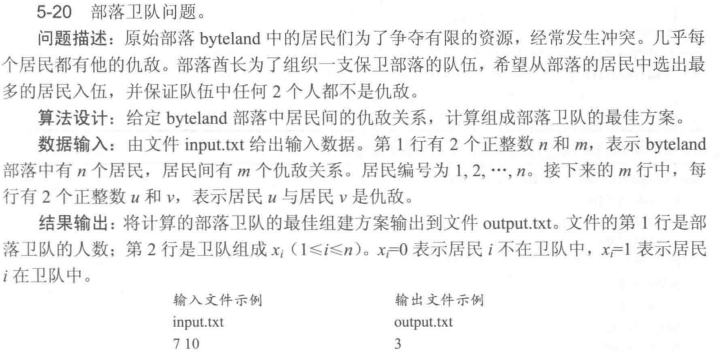 5-20 部落卫队问题。
问题描述：原始部落 byteland 中的居民们为了争夺有限的资源，经常发生冲突。几乎每
个居民都有他的仇敌。部落酋长为了组织一支保卫部落的队伍，希望从部落的居民中选出最
多的居民入伍，并保证队伍中任何 2 个人都不是仇敌。
算法设计：给定 byteland 部落中居民间的仇敌关系，计算组成部落卫队的最佳方案。
数据输入：由文件 input.txt 给出输入数据。第 1 行有 2 个正整数 n 和 m，表示 byteland
部落中有 n 个居民，居民间有 m 个仇敌关系。居民编号为 1, 2, …, n。接下来的 m 行中，每
行有 2 个正整数 u 和 v，表示居民 u 与居民 v 是仇敌。
结果输出：将计算的部落卫队的最佳组建方案输出到文件 output.txt。文件的第 1 行是部
落卫队的人数；第 2 行是卫队组成 xi（1≤i≤n）。xi=0 表示居民 i 不在卫队中，xi=1 表示居民
i 在卫队中。
输入文件示例 输出文件示例
input.txt output.txt
7 10 3